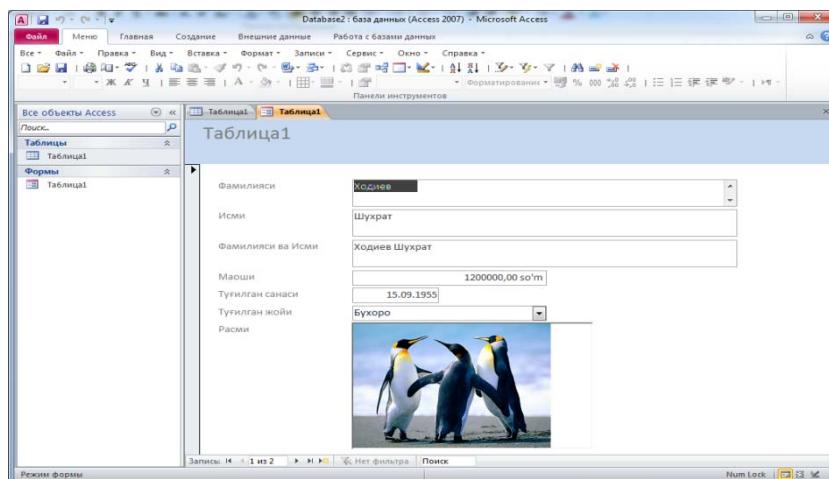 Database2 : база данных (Access 2007) - Microsoft Access
Файл Меню Главная Создание Внешние данные Работа с базами данных
Все Файл Правка Вид Вставка Формат Записи Сервис Окно Справка
Ж К Ч А Форматирование % 000
Панели инструментов
Все объекты Access « Таблица1 Таблица1
Поиск...
Таблицы
Таблица1
Формы
Таблица1
Таблица1
Фамилияси Ходиев
Исми Шухрат
Фамилияси ва Исми Ходиев Шухрат
Маоши 1200000,00 so'm
Туғилган санаси 15.09.1955
Туғилган жойи Бухоро
Расми
Записи: 1 из 2 Нет фильтра Поиск
Режим формы Num Lock